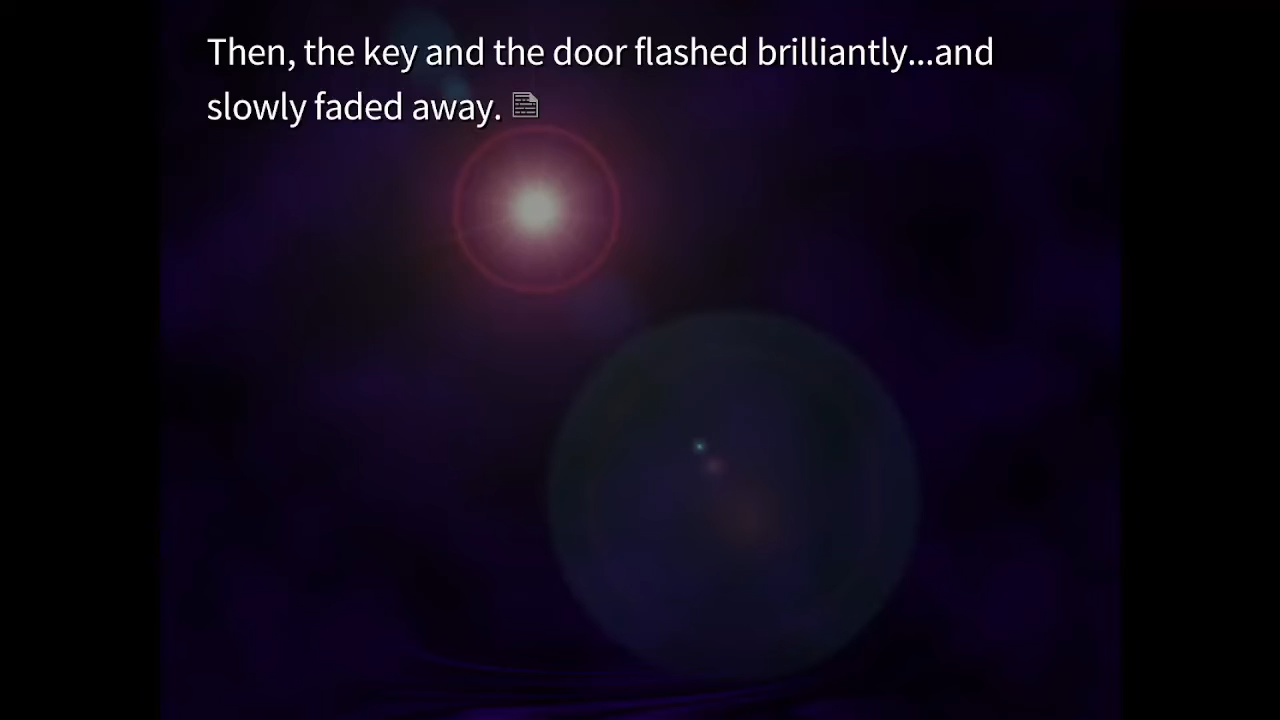 Then, the key and the door flashed brilliantly...and
slowly faded away.